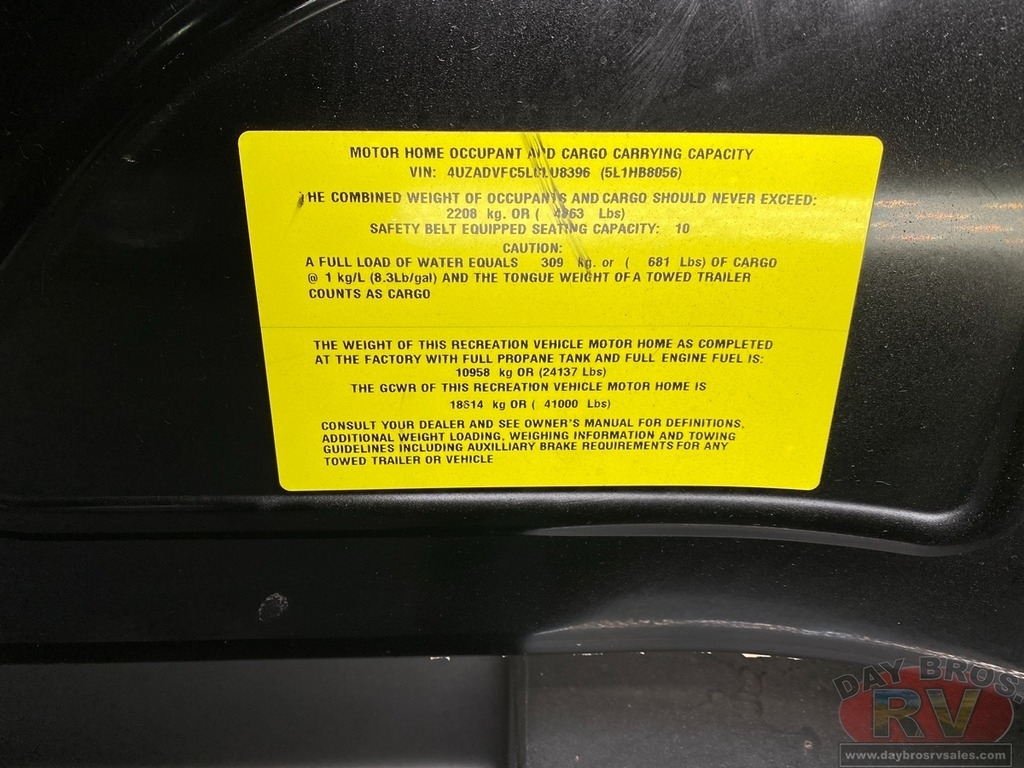 MOTOR HOME OCCUPANT AND CARGO CARRYING CAPACITY
VIN: 4UZADVFC5LCLU8396 (5L1HB8056)
THE COMBINED WEIGHT OF OCCUPANTS AND CARGO SHOULD NEVER EXCEED:
2208 kg. OR ( 4863 Lbs)
SAFETY BELT EQUIPPED SEATING CAPACITY: 10
CAUTION:
A FULL LOAD OF WATER EQUALS 309 kg. or ( 681 Lbs) OF CARGO
@ 1 kg/L (8.3Lb/gal) AND THE TONGUE WEIGHT OF A TOWED TRAILER
COUNTS AS CARGO
THE WEIGHT OF THIS RECREATION VEHICLE MOTOR HOME AS COMPLETED
AT THE FACTORY WITH FULL PROPANE TANK AND FULL ENGINE FUEL IS:
10958 kg OR (24137 Lbs)
THE GCWR OF THIS RECREATION VEHICLE MOTOR HOME IS
18614 kg OR ( 41000 Lbs)
CONSULT YOUR DEALER AND SEE OWNER'S MANUAL FOR DEFINITIONS,
ADDITIONAL WEIGHT LOADING, WEIGHING INFORMATION AND TOWING
GUIDELINES INCLUDING AUXILLIARY BRAKE REQUIREMENTS FOR ANY
TOWED TRAILER OR VEHICLE
DAY BROS.
RV
www.daybrosrvsales.com